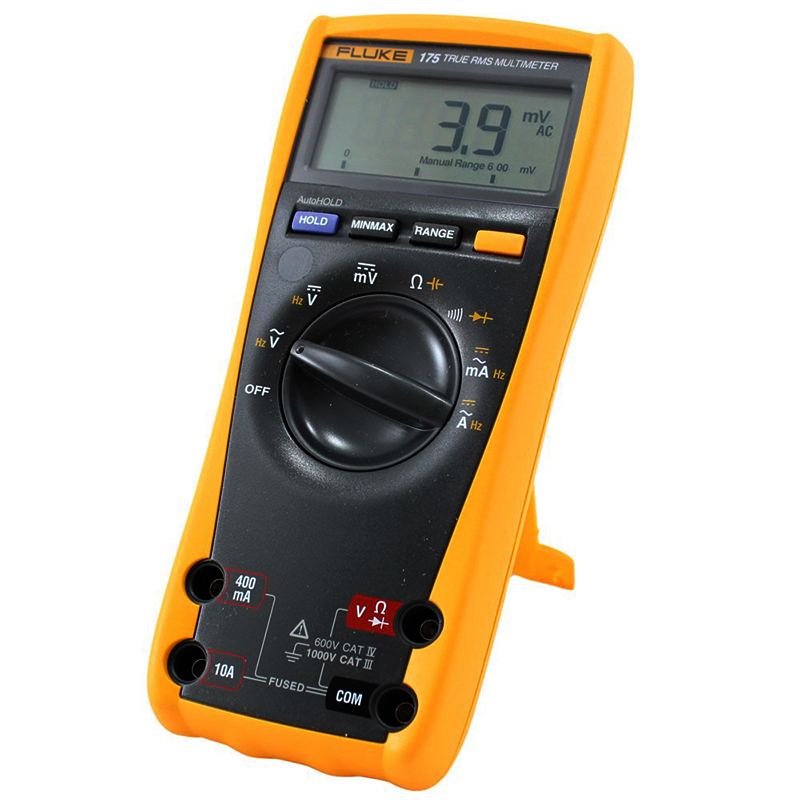 FLUKE 175 TRUE RMS MULTIMETER
HOLD
3.9 mV
AC
0 Manual Range 6 00 mV
AutoHOLD
HOLD MINMAX RANGE
mV
Ω
Hz V
Hz V
mA Hz
OFF
A Hz
400
mA
V Ω
600V CAT IV
1000V CAT III
10A
FUSED
COM